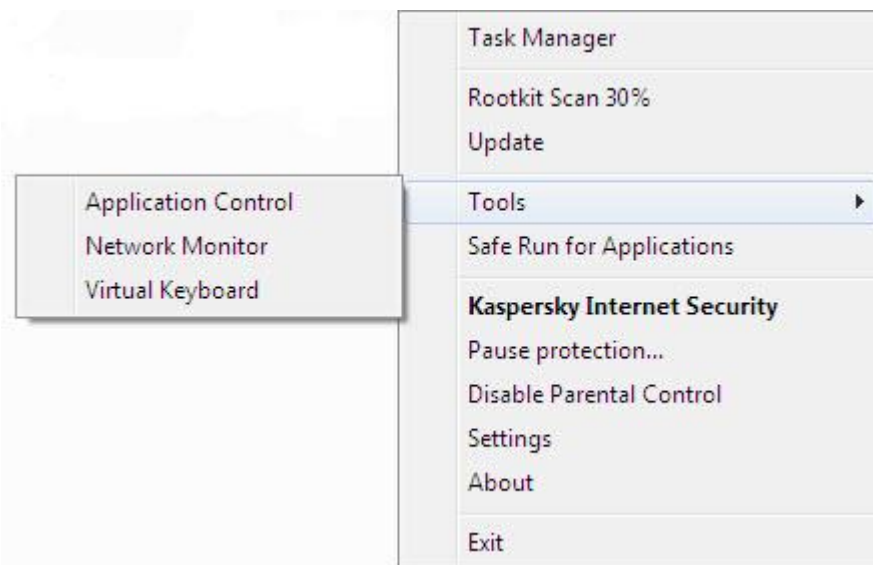 Task Manager
Rootkit Scan 30%
Update
Tools
Application Control
Network Monitor
Virtual Keyboard
Safe Run for Applications
Kaspersky Internet Security
Pause protection...
Disable Parental Control
Settings
About
Exit